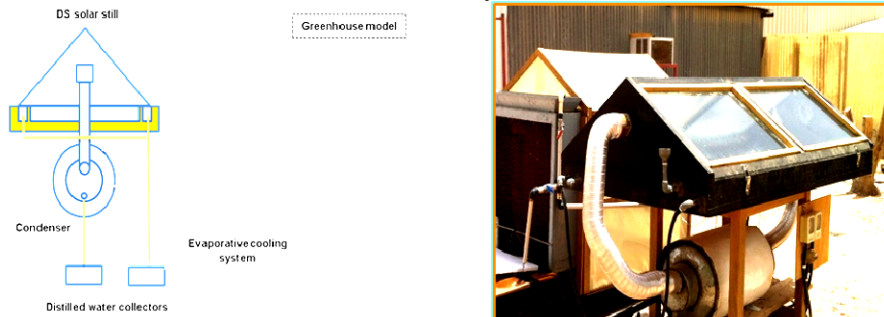 DS solar still
Greenhouse model
Condenser
Evaporative cooling
system
Distilled water collectors